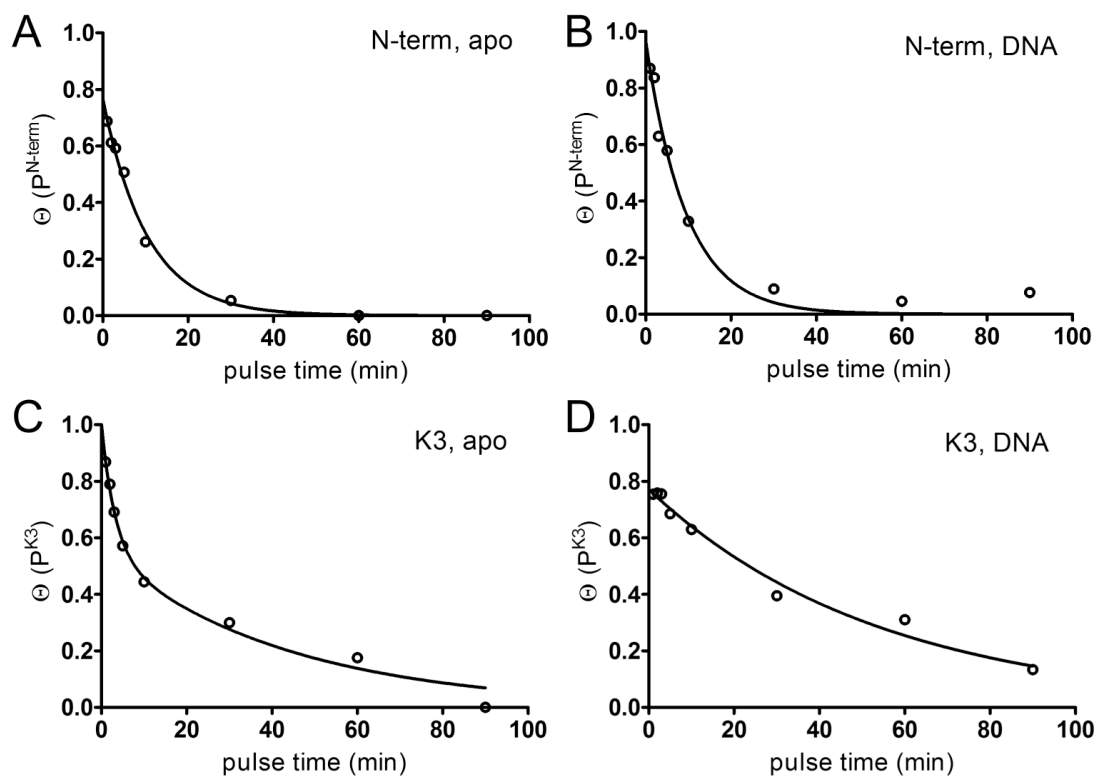 A
N-term, apo
1.0
0.8
0.6
0.4
0.2
0.0
Θ (P^N-term)
0 20 40 60 80 100
pulse time (min)
B
N-term, DNA
1.0
0.8
0.6
0.4
0.2
0.0
Θ (P^N-term)
0 20 40 60 80 100
pulse time (min)
C
K3, apo
1.0
0.8
0.6
0.4
0.2
0.0
Θ (P^K3)
0 20 40 60 80 100
pulse time (min)
D
K3, DNA
1.0
0.8
0.6
0.4
0.2
0.0
Θ (P^K3)
0 20 40 60 80 100
pulse time (min)